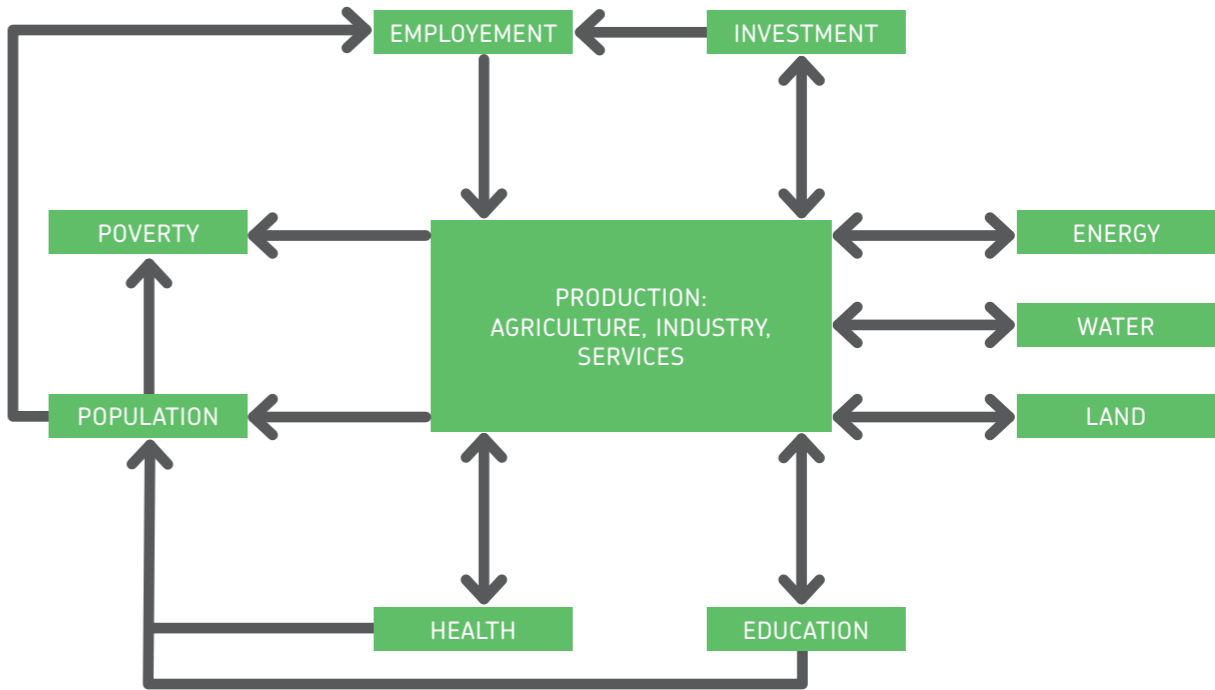 EMPLOYEMENT
INVESTMENT
POVERTY
ENERGY
PRODUCTION:
AGRICULTURE, INDUSTRY,
SERVICES
WATER
POPULATION
LAND
HEALTH
EDUCATION